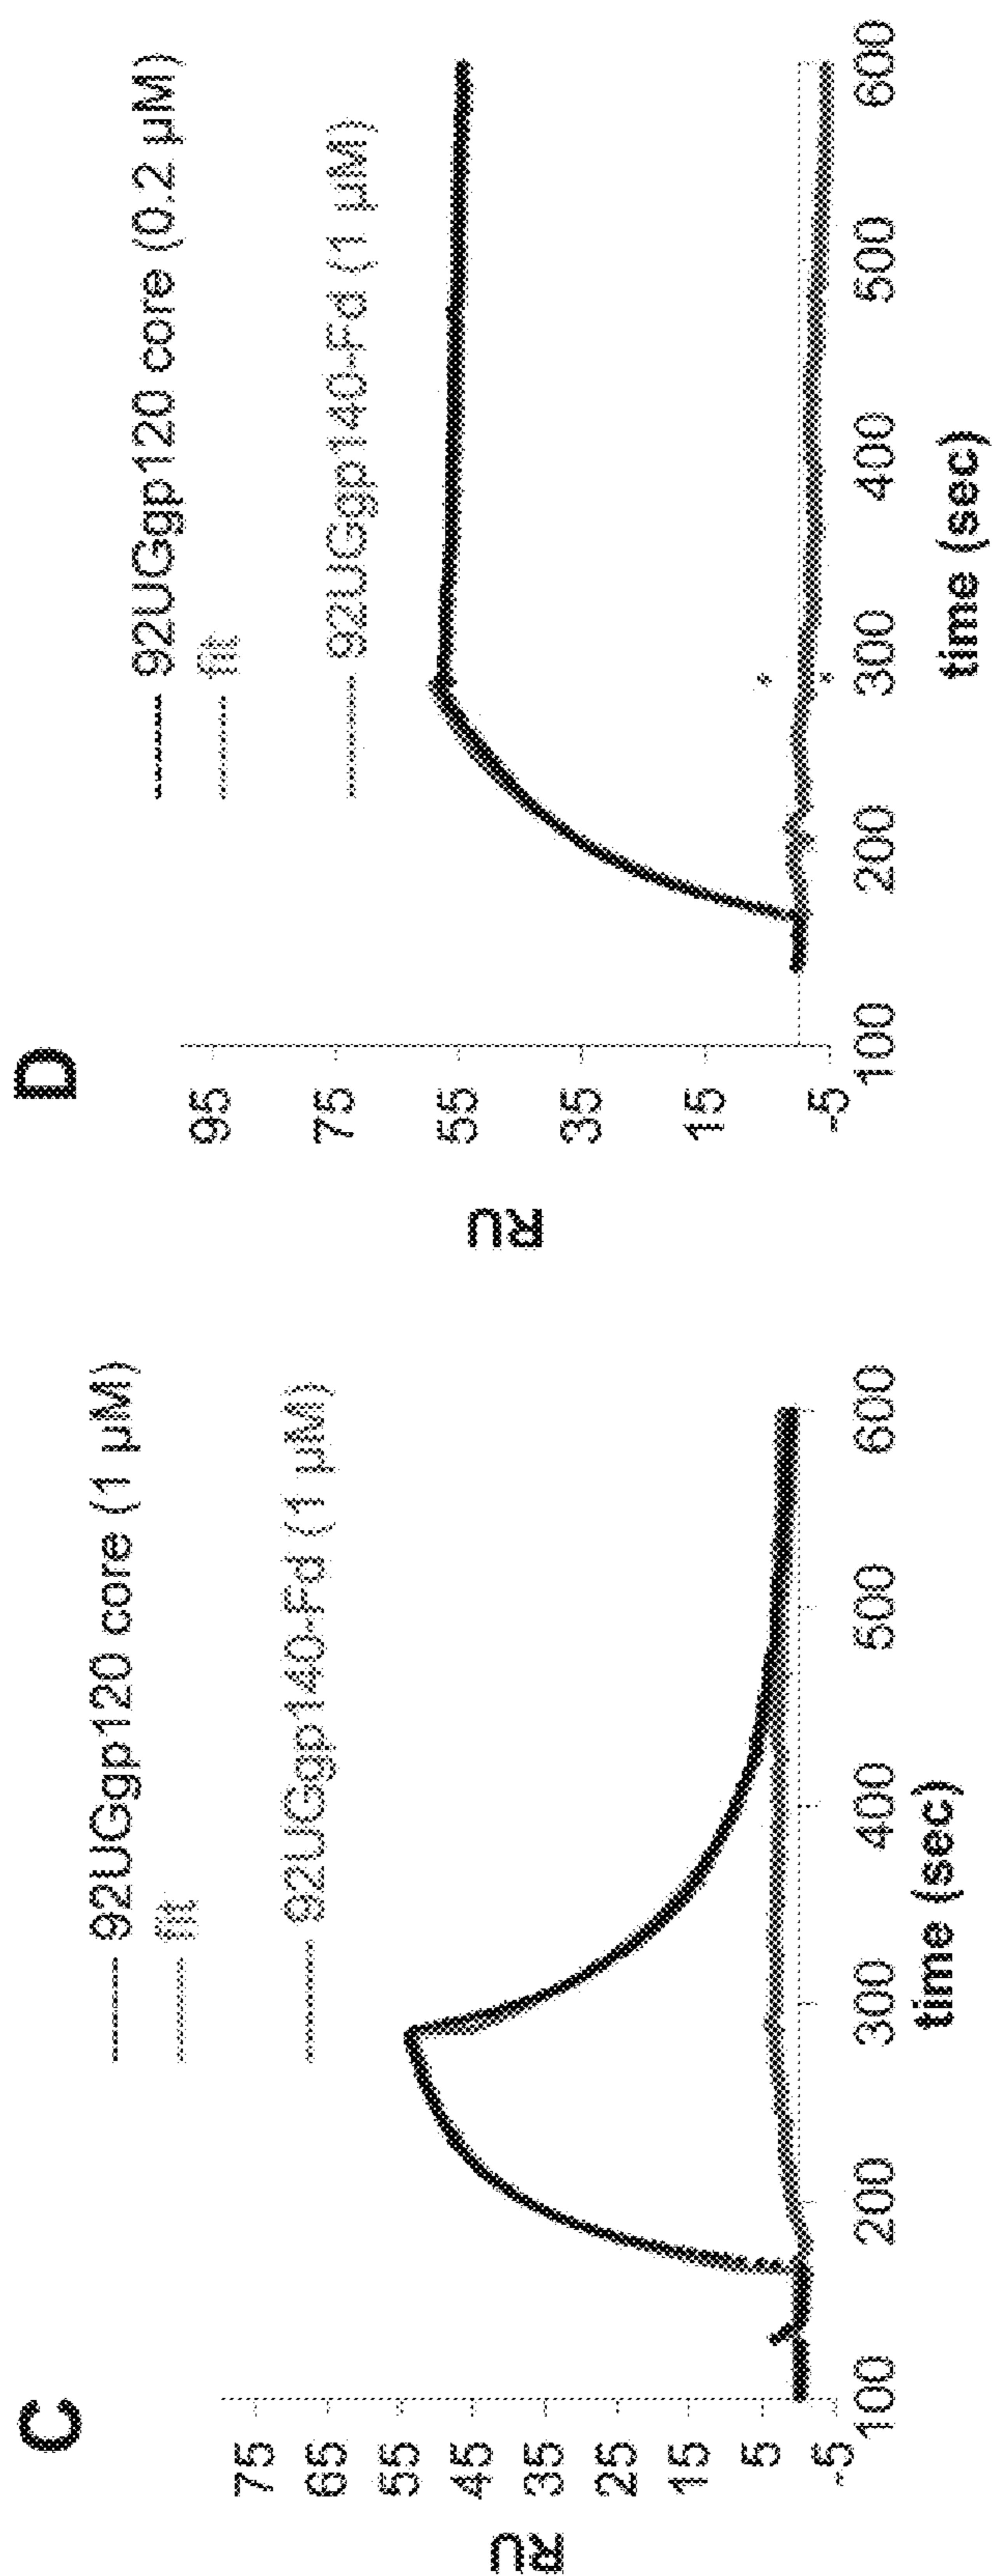 C
92UGgp120 core (1 µM)
fit
92UGgp140-Fd (1 µM)
RU
75
65
55
45
35
25
15
5
-5
100
200
300
400
500
600
time (sec)
D
92UGgp120 core (0.2 µM)
fit
92UGgp140-Fd (1 µM)
RU
95
75
55
35
15
-5
100
200
300
400
500
600
time (sec)